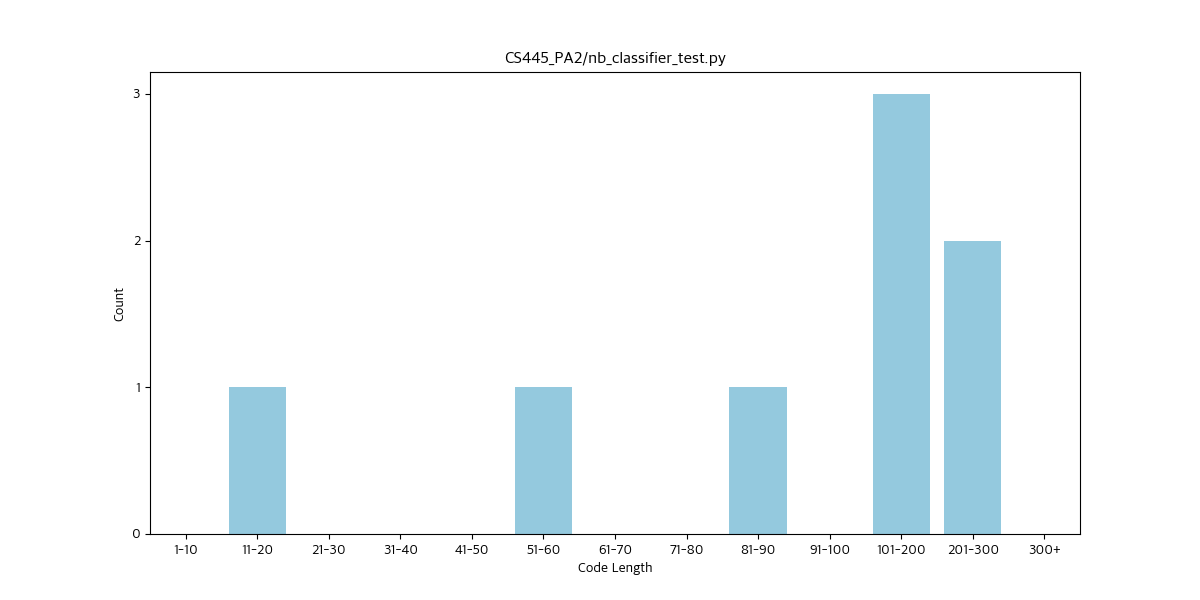 CS445_PA2/nb_classifier_test.py
3
2
1
0
Count
1-10 11-20 21-30 31-40 41-50 51-60 61-70 71-80 81-90 91-100 101-200 201-300 300+
Code Length